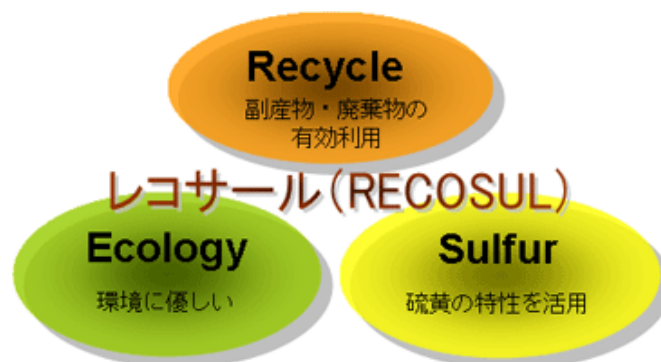 Recycle
副産物・廃棄物の
有効利用
レコサール(RECOSUL)
Ecology
環境に優しい
Sulfur
硫黄の特性を活用